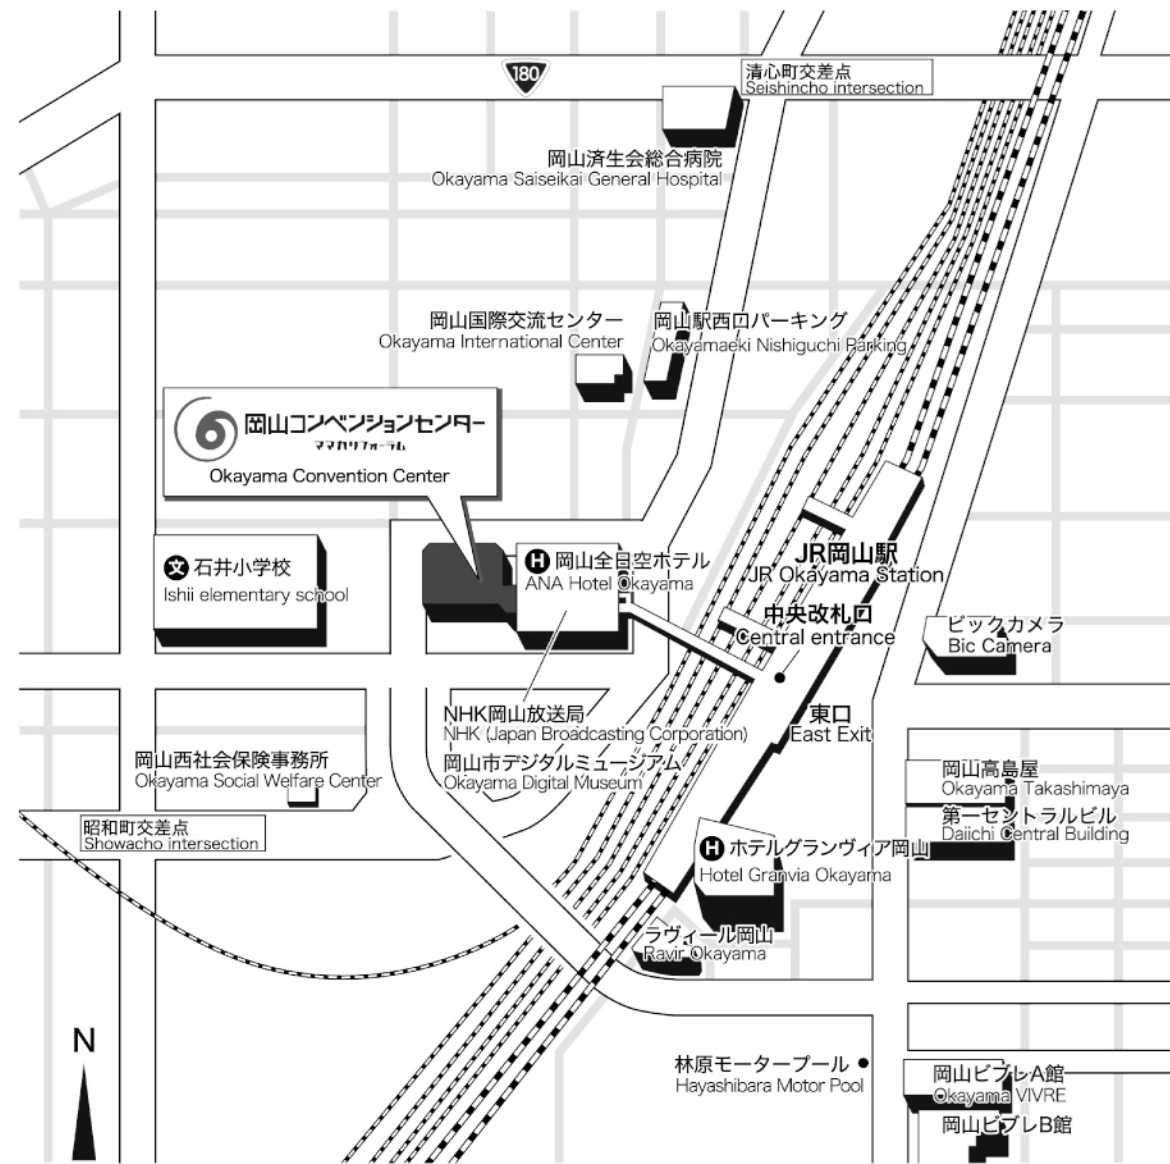 180
清心町交差点
Seishincho intersection
岡山済生会総合病院
Okayama Saiseikai General Hospital
岡山国際交流センター
Okayama International Center
岡山駅西口パーキング
Okayamaeki Nishiguchi Parking
岡山コンベンションセンター
ママカリフォーラム
Okayama Convention Center
文 石井小学校
Ishii elementary school
H 岡山全日空ホテル
ANA Hotel Okayama
JR岡山駅
JR Okayama Station
中央改札口
Central entrance
ビックカメラ
Bic Camera
NHK岡山放送局
NHK (Japan Broadcasting Corporation)
岡山市デジタルミュージアム
Okayama Digital Museum
東口
East Exit
岡山西社会保険事務所
Okayama Social Welfare Center
岡山高島屋
Okayama Takashimaya
第一セントラルビル
Daiichi Central Building
昭和町交差点
Showacho intersection
H ホテルグランヴィア岡山
Hotel Granvia Okayama
ラヴィール岡山
Ravir Okayama
N
林原モータープール
Hayashibara Motor Pool
岡山ビブレA館
Okayama VIVRE
岡山ビブレB館